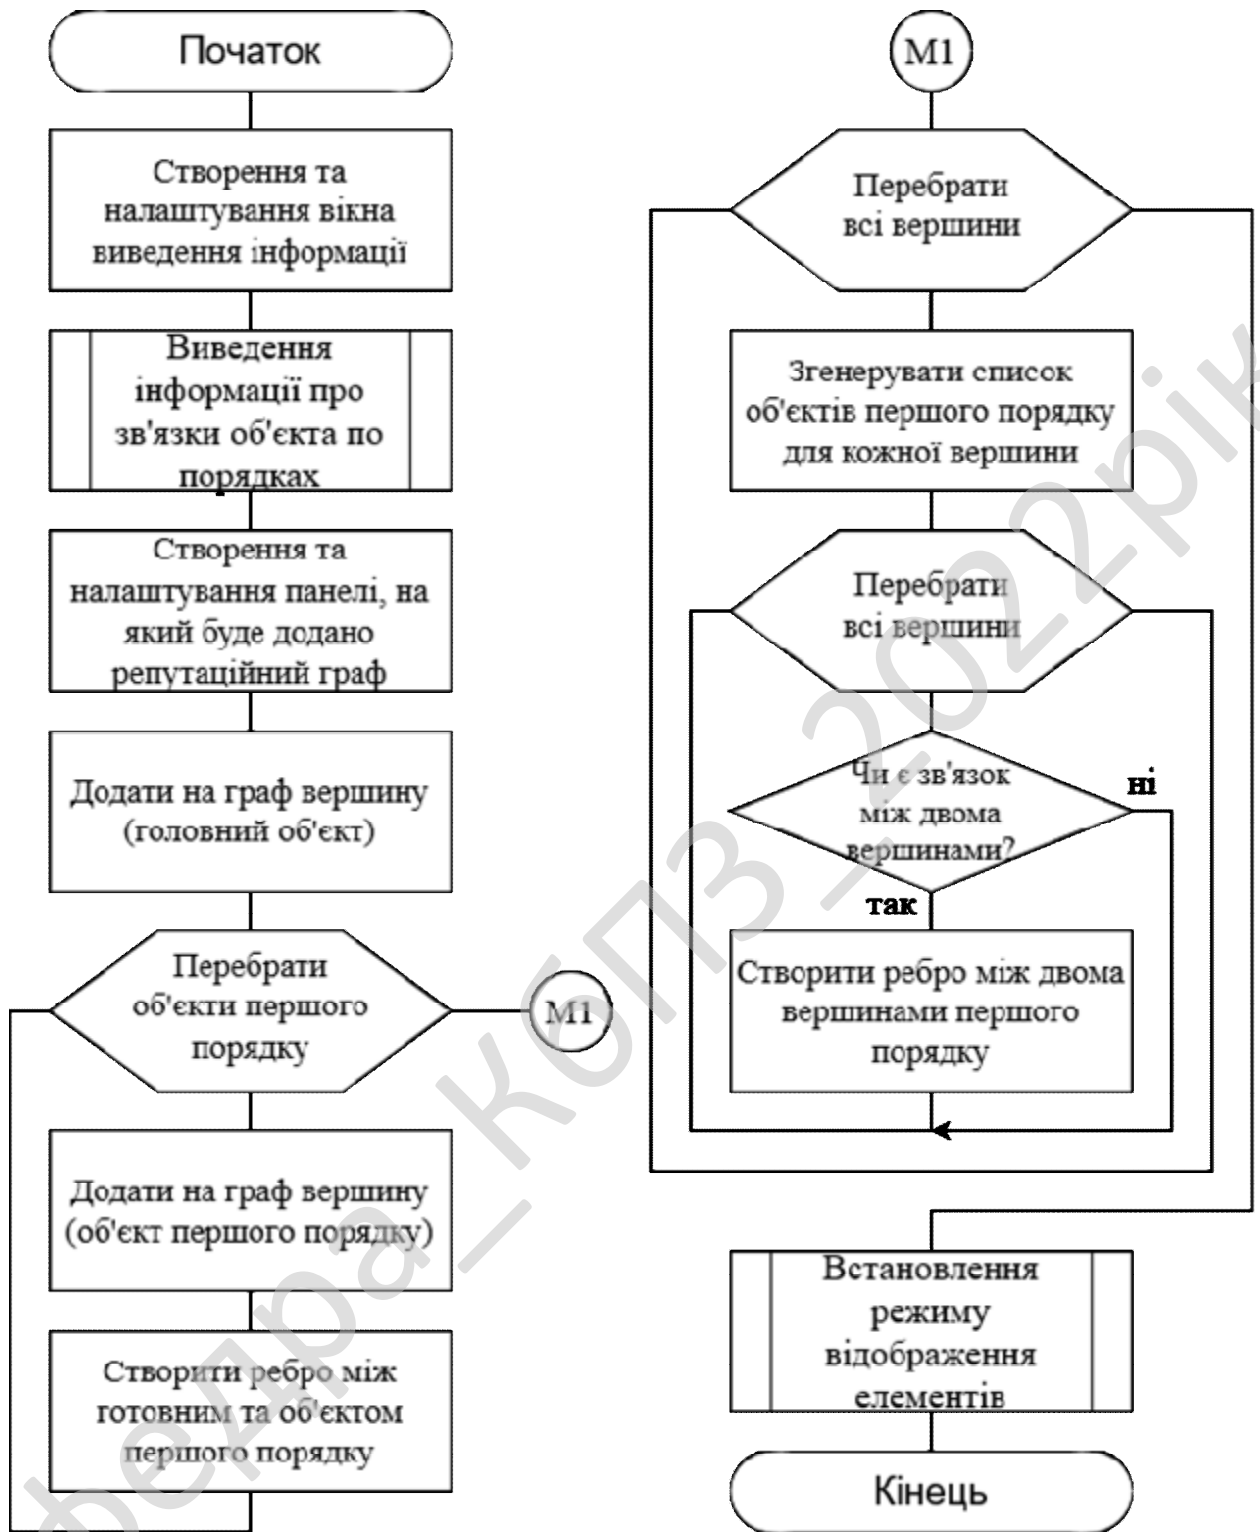 Початок
Створення та
налаштування вікна
виведення інформації
Виведення
інформації про
зв'язки об'єкта по
порядках
Створення та
налаштування панелі, на
який буде додано
репутаційний граф
Додати на граф вершину
(головний об'єкт)
Перебрати
об'єкти першого
порядку
M1
Додати на граф вершину
(об'єкт першого порядку)
Створити ребро між
готовним та об'єктом
першого порядку
M1
Перебрати
всі вершини
Згенерувати список
об'єктів першого порядку
для кожної вершини
Перебрати
всі вершини
Чи є зв'язок
між двома
вершинами?
ні
так
Створити ребро між двома
вершинами першого
порядку
Встановлення
режиму
відображення
елементів
Кінець
федра_КбПЗ_2022рік